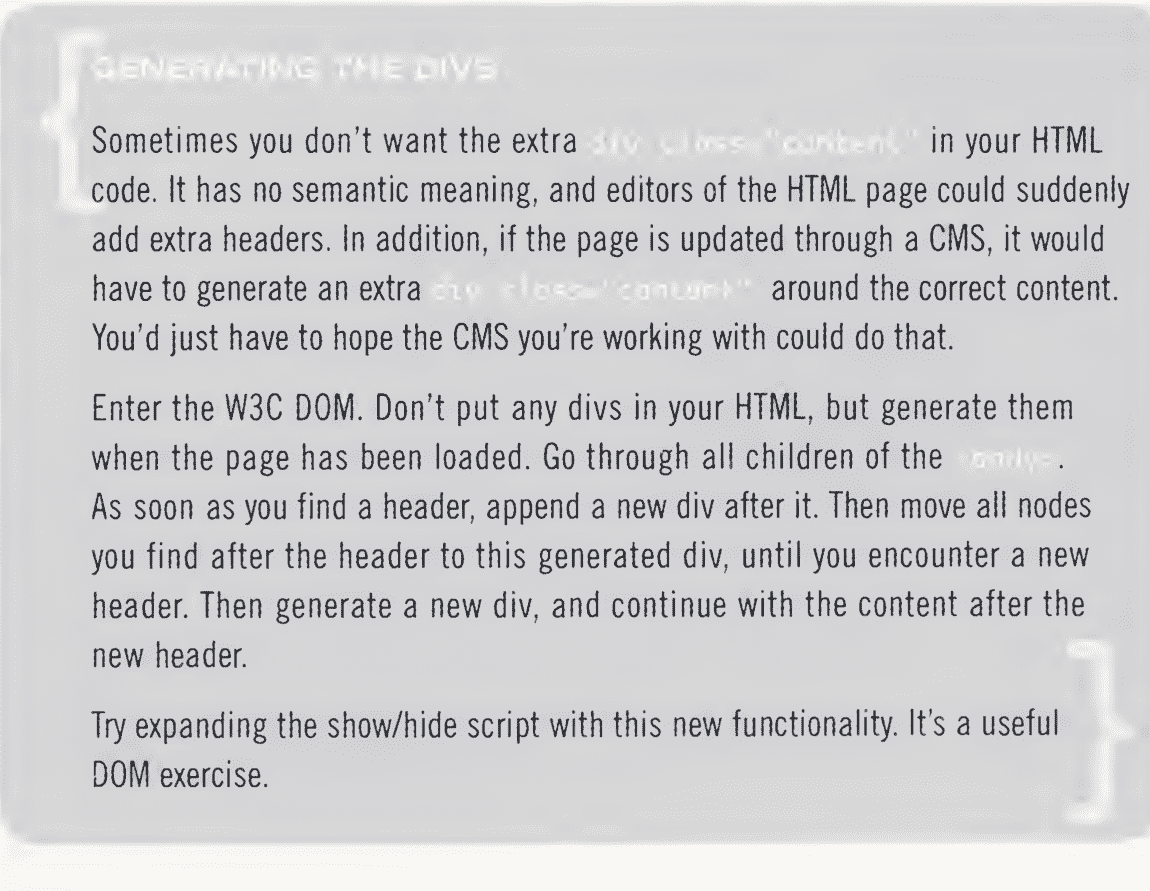 GENERATING THE DIVS
Sometimes you don't want the extra div class="content" in your HTML
code. It has no semantic meaning, and editors of the HTML page could suddenly
add extra headers. In addition, if the page is updated through a CMS, it would
have to generate an extra div class="content" around the correct content.
You'd just have to hope the CMS you're working with could do that.
Enter the W3C DOM. Don't put any divs in your HTML, but generate them
when the page has been loaded. Go through all children of the .
As soon as you find a header, append a new div after it. Then move all nodes
you find after the header to this generated div, until you encounter a new
header. Then generate a new div, and continue with the content after the
new header.
Try expanding the show/hide script with this new functionality. It's a useful
DOM exercise.